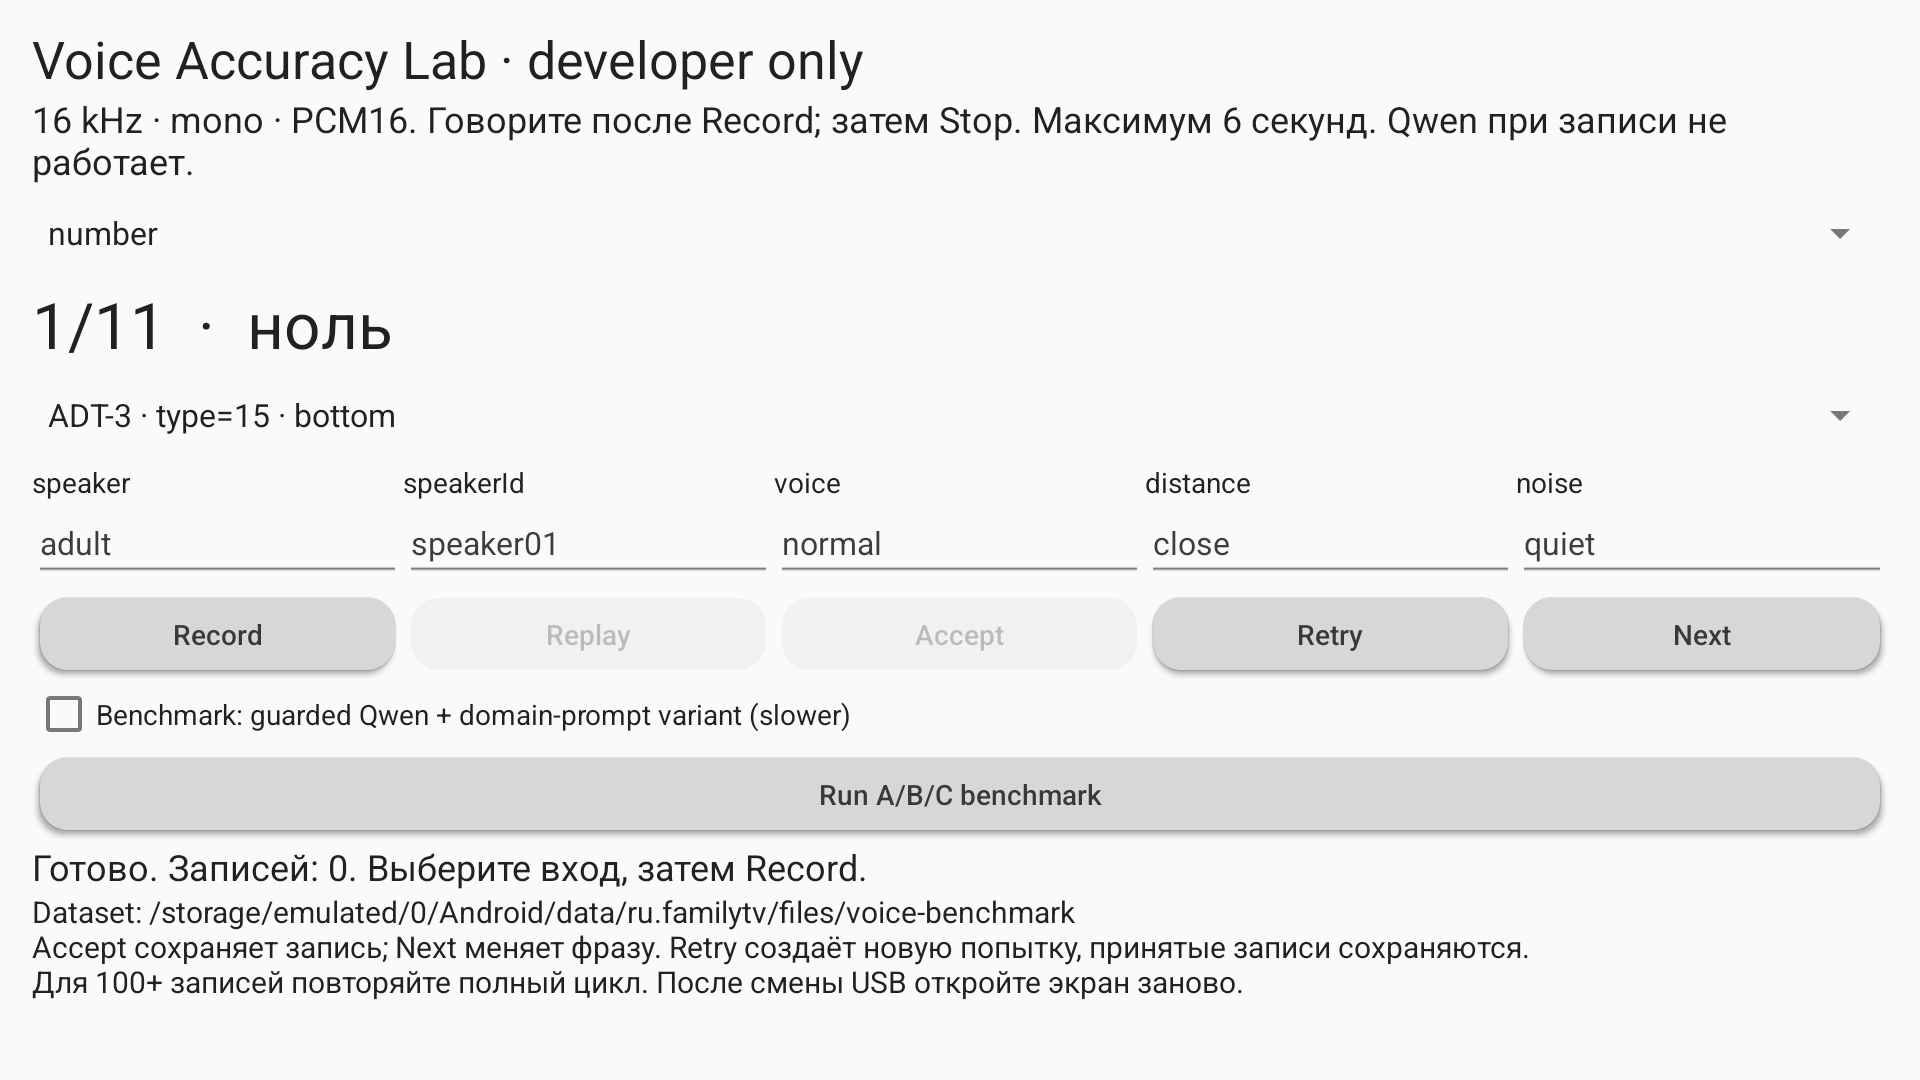 Voice Accuracy Lab · developer only
16 kHz · mono · PCM16. Говорите после Record; затем Stop. Максимум 6 секунд. Qwen при записи не
работает.
number
1/11 · ноль
ADT-3 · type=15 · bottom
speaker speakerId voice distance noise
adult speaker01 normal close quiet
Record Replay Accept Retry Next
Benchmark: guarded Qwen + domain-prompt variant (slower)
Run A/B/C benchmark
Готово. Записей: 0. Выберите вход, затем Record.
Dataset: /storage/emulated/0/Android/data/ru.familytv/files/voice-benchmark
Accept сохраняет запись; Next меняет фразу. Retry создаёт новую попытку, принятые записи сохраняются.
Для 100+ записей повторяйте полный цикл. После смены USB откройте экран заново.